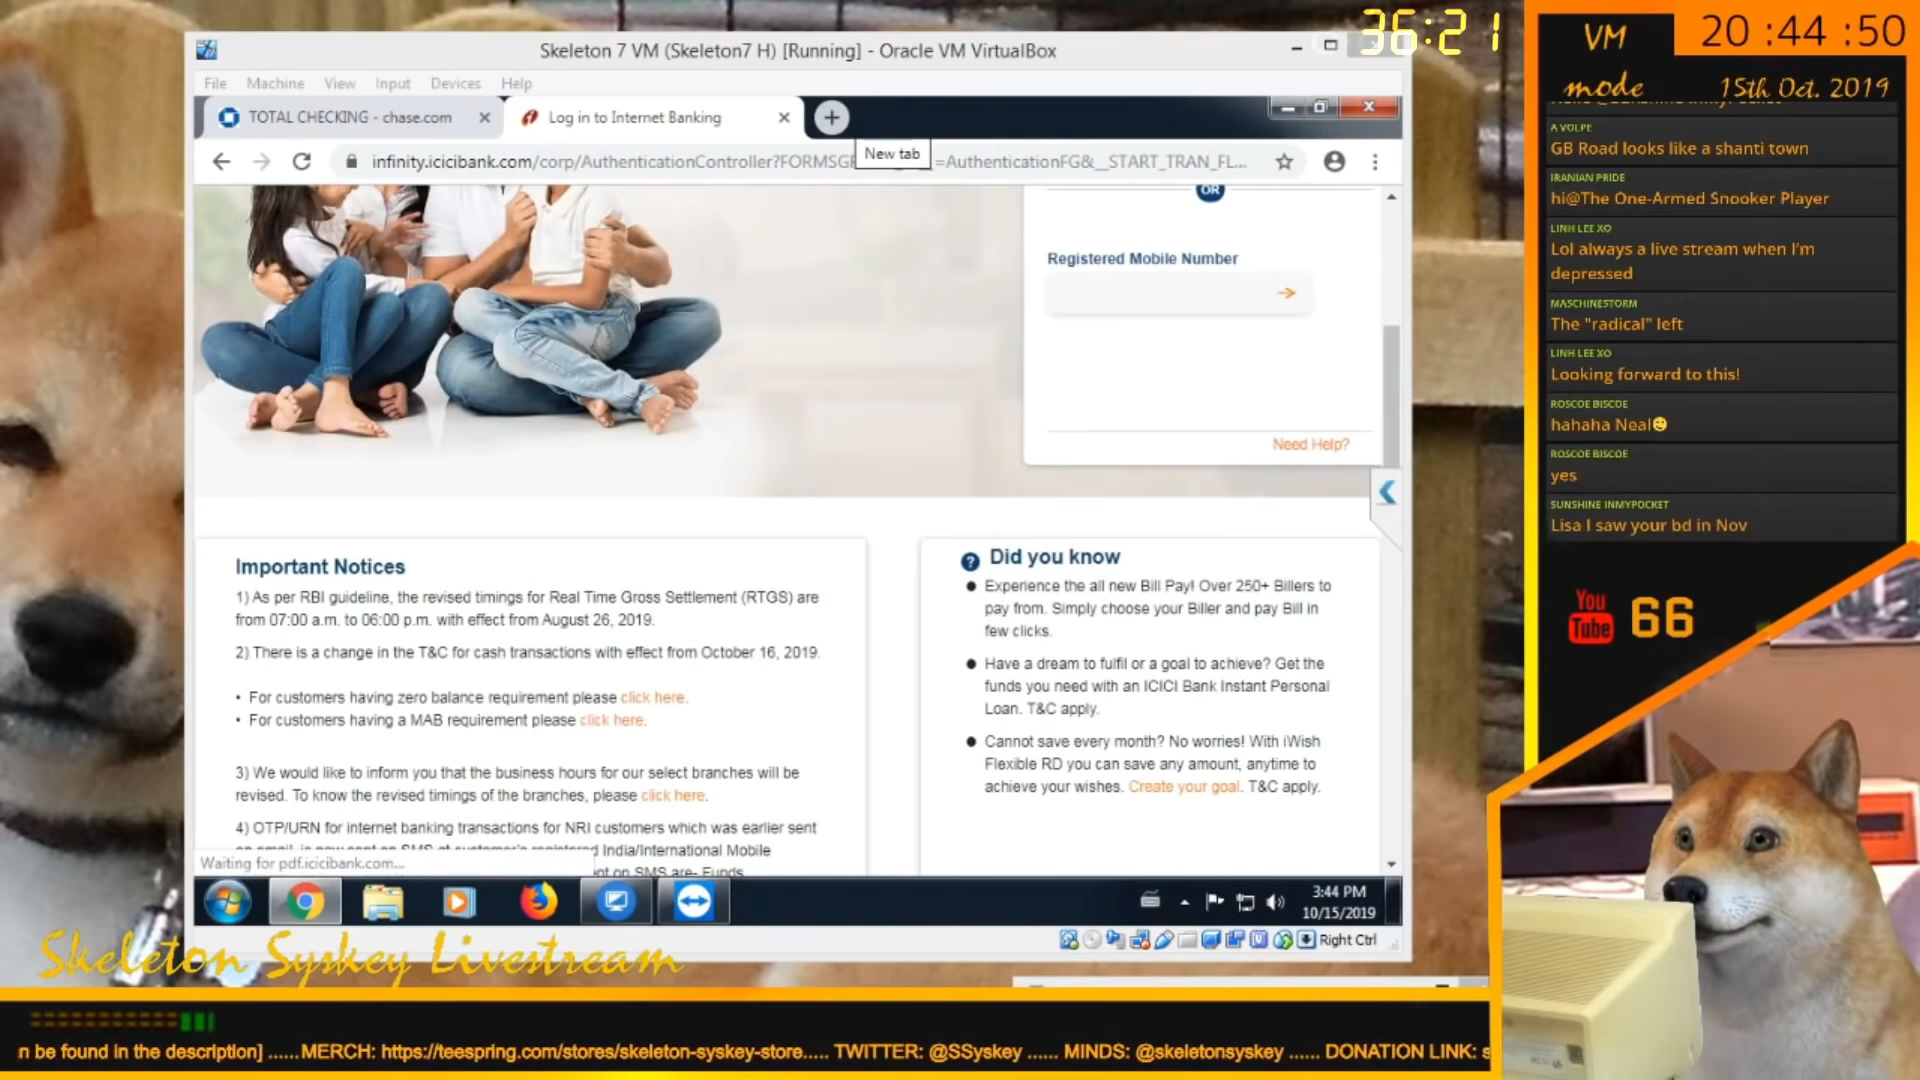 36:21
Skeleton 7 VM (Skeleton7 H) [Running] - Oracle VM VirtualBox
File Machine View Input Devices Help
TOTAL CHECKING - chase.com
Log in to Internet Banking
New tab
infinity.icicibank.com/corp/AuthenticationController?FORMSG
=AuthenticationFG&__START_TRAN_FL...
OR
Registered Mobile Number
Need Help?
Important Notices
1) As per RBI guideline, the revised timings for Real Time Gross Settlement (RTGS) are
from 07:00 a.m. to 06:00 p.m. with effect from August 26, 2019.
2) There is a change in the T&C for cash transactions with effect from October 16, 2019.
• For customers having zero balance requirement please click here.
• For customers having a MAB requirement please click here.
3) We would like to inform you that the business hours for our select branches will be
revised. To know the revised timings of the branches, please click here.
4) OTP/URN for internet banking transactions for NRI customers which was earlier sent
India/International Mobile
Did you know
● Experience the all new Bill Pay! Over 250+ Billers to
pay from. Simply choose your Biller and pay Bill in
few clicks.
● Have a dream to fulfil or a goal to achieve? Get the
funds you need with an ICICI Bank Instant Personal
Loan. T&C apply.
● Cannot save every month? No worries! With iWish
Flexible RD you can save any amount, anytime to
achieve your wishes. Create your goal. T&C apply.
Waiting for pdf.icicibank.com...
3:44 PM
10/15/2019
Right Ctrl
Skeleton Syskey Livestream
n be found in the description] ......MERCH: https://teespring.com/stores/skeleton-syskey-store..... TWITTER: @SSyskey ...... MINDS: @skeletonsyskey ...... DONATION LINK: s
VM
mode
20 :44 :50
15th Oct. 2019
A VOLPE
GB Road looks like a shanti town
IRANIAN PRIDE
hi@The One-Armed Snooker Player
LINH LEE XO
Lol always a live stream when I'm
depressed
MASCHINESTORM
The "radical" left
LINH LEE XO
Looking forward to this!
ROSCOE BISCOE
hahaha Neal
ROSCOE BISCOE
yes
SUNSHINE INMYPOCKET
Lisa I saw your bd in Nov
You
Tube
66